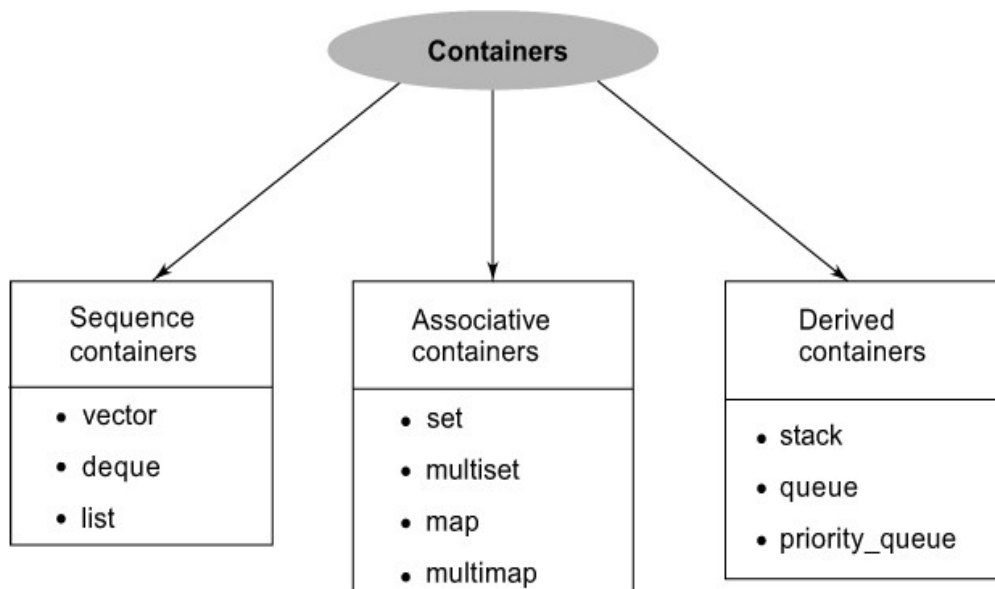 Containers
Sequence
containers
• vector
• deque
• list
Associative
containers
• set
• multiset
• map
• multimap
Derived
containers
• stack
• queue
• priority_queue